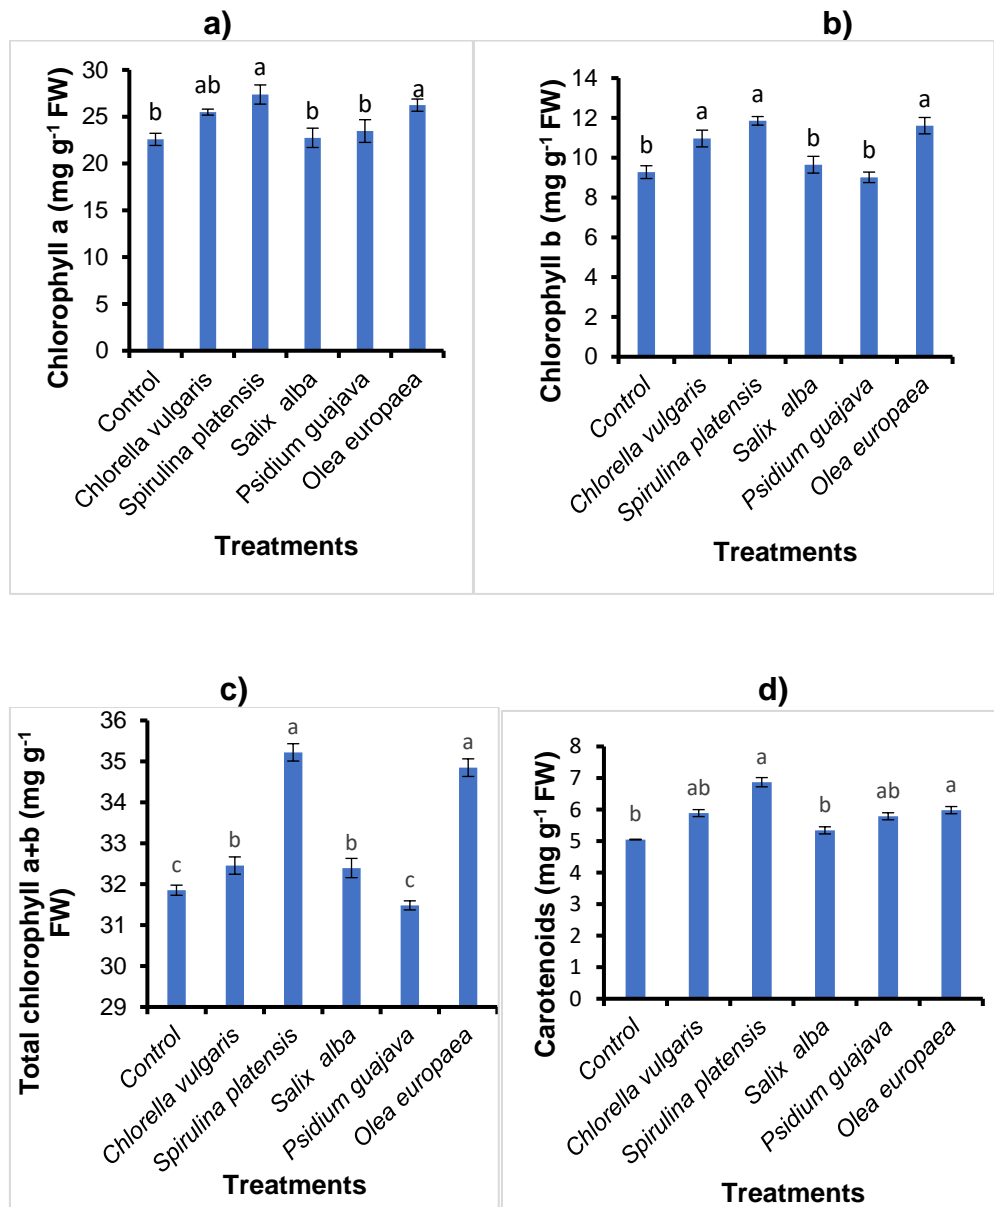 a)
Chlorophyll a (mg g-1 FW)
30
25
20
15
10
5
0
b
ab
a
b
b
a
Control
Chlorella vulgaris
Spirulina platensis
Salix alba
Psidium guajava
Olea europaea
Treatments
b)
Chlorophyll b (mg g-1 FW)
14
12
10
8
6
4
2
0
b
a
a
b
b
a
Control
Chlorella vulgaris
Spirulina platensis
Salix alba
Psidium guajava
Olea europaea
Treatments
c)
Total chlorophyll a+b (mg g-1
FW)
36
35
34
33
32
31
30
29
c
b
a
b
c
a
Control
Chlorella vulgaris
Spirulina platensis
Salix alba
Psidium guajava
Olea europaea
Treatments
d)
Carotenoids (mg g-1 FW)
8
7
6
5
4
3
2
1
0
b
ab
a
b
ab
a
Control
Chlorella vulgaris
Spirulina platensis
Salix alba
Psidium guajava
Olea europaea
Treatments